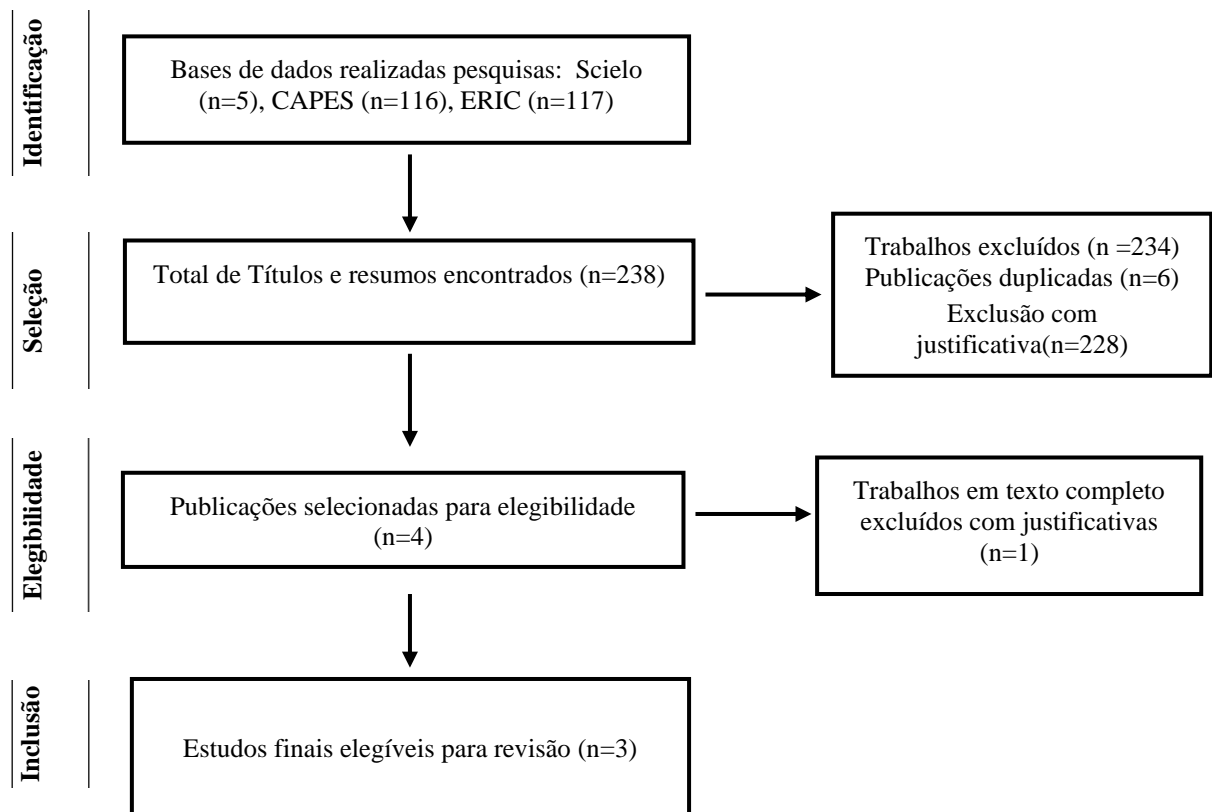 Identificação
Bases de dados realizadas pesquisas: Scielo
(n=5), CAPES (n=116), ERIC (n=117)
Seleção
Total de Títulos e resumos encontrados (n=238)
Trabalhos excluídos (n =234)
Publicações duplicadas (n=6)
Exclusão com
justificativa(n=228)
Elegibilidade
Publicações selecionadas para elegibilidade
(n=4)
Trabalhos em texto completo
excluídos com justificativas
(n=1)
Inclusão
Estudos finais elegíveis para revisão (n=3)